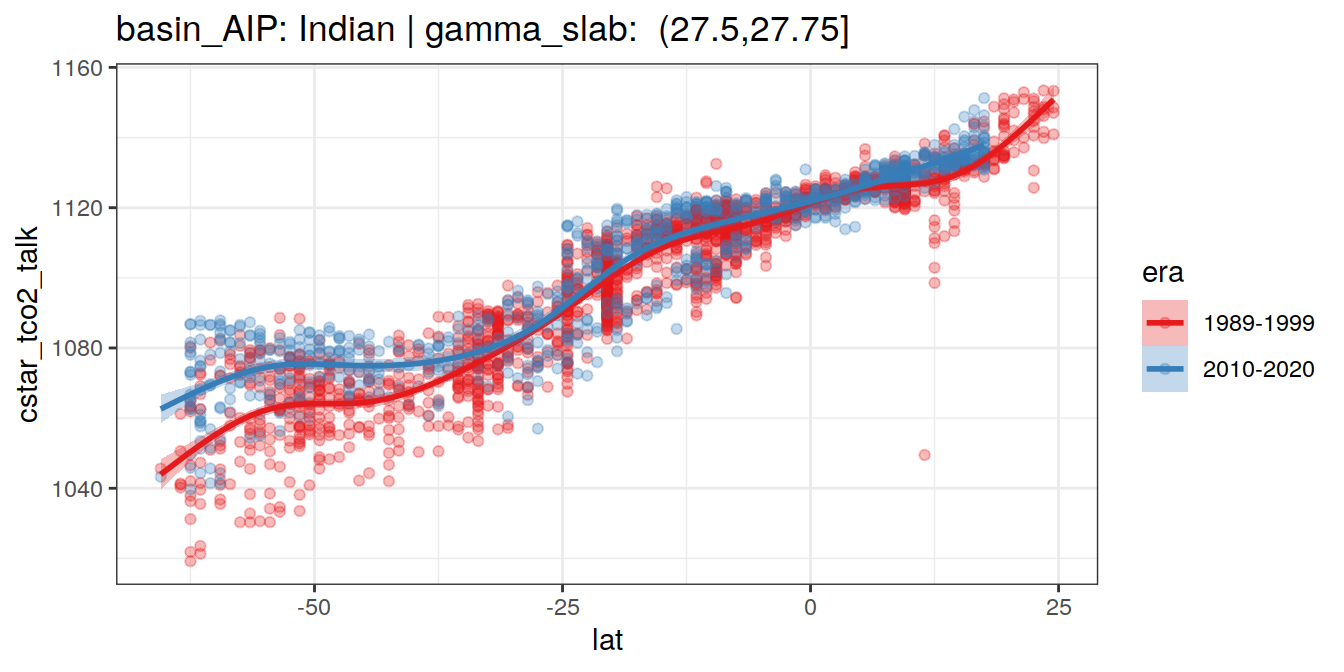 basin_AIP: Indian | gamma_slab:  (27.5,27.75]
1160
1120
1080
1040
cstar_tco2_talk
-50
-25
0
25
lat
era
1989-1999
2010-2020